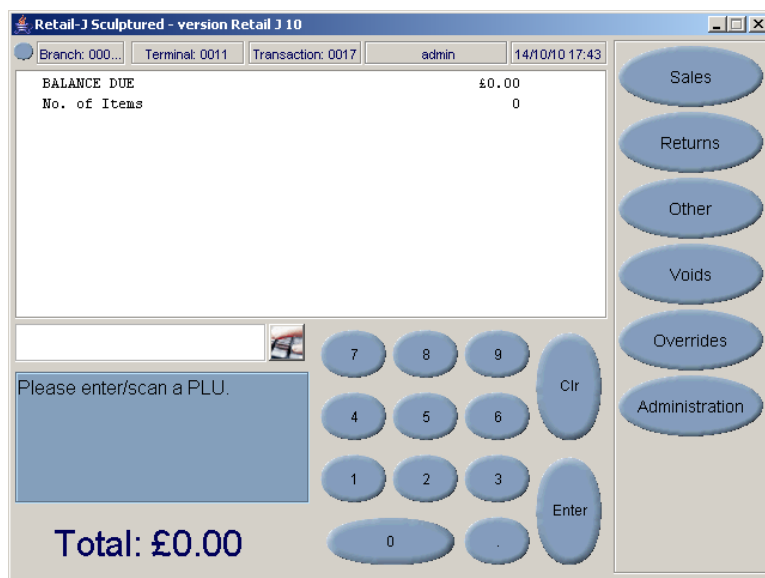 Retail-J Sculptured - version Retail J 10
Branch: 000... Terminal: 0011 Transaction: 0017 admin 14/10/10 17:43
BALANCE DUE £0.00
No. of Items 0
Please enter/scan a PLU.
Total: £0.00
7 8 9 Clr
4 5 6
1 2 3 Enter
0 .
Sales
Returns
Other
Voids
Overrides
Administration